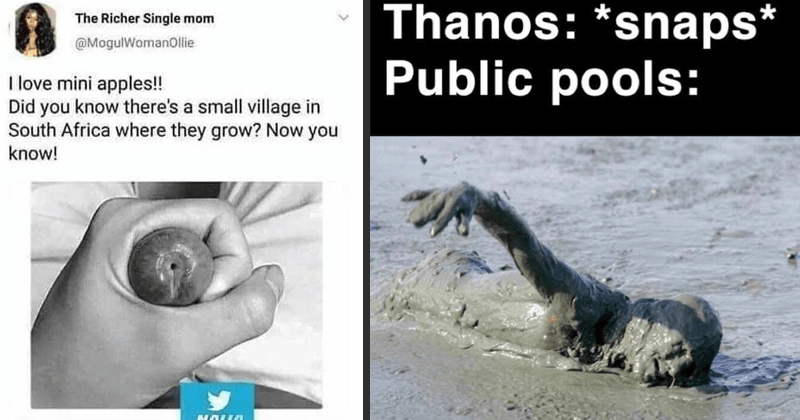 The Richer Single mom
@MogulWomanOllie
I love mini apples!!
Did you know there's a small village in
South Africa where they grow? Now you
know!
Thanos: *snaps*
Public pools: